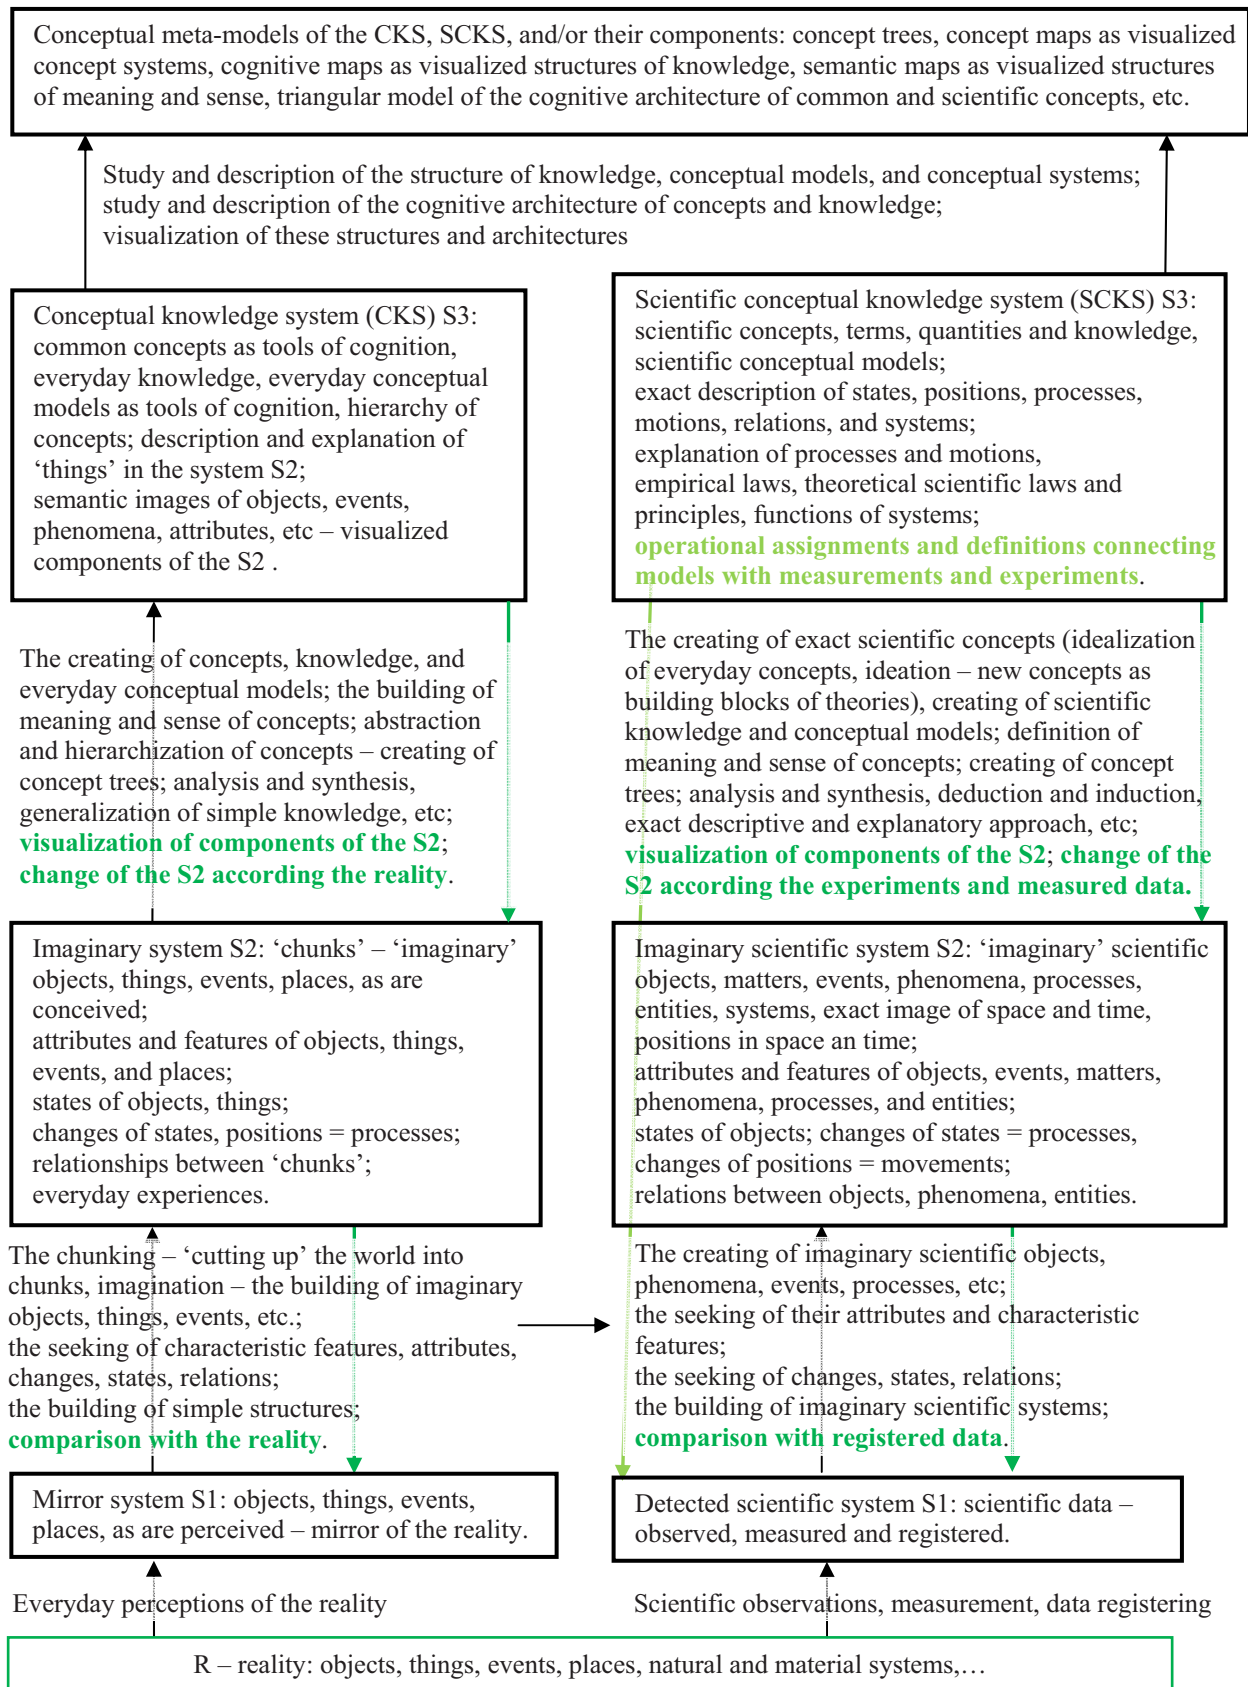 Conceptual meta-models of the CKS, SCKS, and/or their components: concept trees, concept maps as visualized
concept systems, cognitive maps as visualized structures of knowledge, semantic maps as visualized structures
of meaning and sense, triangular model of the cognitive architecture of common and scientific concepts, etc.
Study and description of the structure of knowledge, conceptual models, and conceptual systems;
study and description of the cognitive architecture of concepts and knowledge;
visualization of these structures and architectures
Conceptual knowledge system (CKS) S3:
common concepts as tools of cognition,
everyday knowledge, everyday conceptual
models as tools of cognition, hierarchy of
concepts; description and explanation of
‘things’ in the system S2;
semantic images of objects, events,
phenomena, attributes, etc – visualized
components of the S2 .
Scientific conceptual knowledge system (SCKS) S3:
scientific concepts, terms, quantities and knowledge,
scientific conceptual models;
exact description of states, positions, processes,
motions, relations, and systems;
explanation of processes and motions,
empirical laws, theoretical scientific laws and
principles, functions of systems;
operational assignments and definitions connecting
models with measurements and experiments.
The creating of concepts, knowledge, and
everyday conceptual models; the building of
meaning and sense of concepts; abstraction
and hierarchization of concepts – creating of
concept trees; analysis and synthesis,
generalization of simple knowledge, etc;
visualization of components of the S2;
change of the S2 according the reality.
The creating of exact scientific concepts (idealization
of everyday concepts, ideation – new concepts as
building blocks of theories), creating of scientific
knowledge and conceptual models; definition of
meaning and sense of concepts; creating of concept
trees; analysis and synthesis, deduction and induction,
exact descriptive and explanatory approach, etc;
visualization of components of the S2; change of the
S2 according the experiments and measured data.
Imaginary system S2: ‘chunks’ – ‘imaginary’
objects, things, events, places, as are
conceived;
attributes and features of objects, things,
events, and places;
states of objects, things;
changes of states, positions = processes;
relationships between ‘chunks’;
everyday experiences.
Imaginary scientific system S2: ‘imaginary’ scientific
objects, matters, events, phenomena, processes,
entities, systems, exact image of space and time,
positions in space an time;
attributes and features of objects, events, matters,
phenomena, processes, and entities;
states of objects; changes of states = processes,
changes of positions = movements;
relations between objects, phenomena, entities.
The chunking – ‘cutting up’ the world into
chunks, imagination – the building of imaginary
objects, things, events, etc.;
the seeking of characteristic features, attributes,
changes, states, relations;
the building of simple structures;
comparison with the reality.
The creating of imaginary scientific objects,
phenomena, events, processes, etc;
the seeking of their attributes and characteristic
features;
the seeking of changes, states, relations;
the building of imaginary scientific systems;
comparison with registered data.
Mirror system S1: objects, things, events,
places, as are perceived – mirror of the reality.
Detected scientific system S1: scientific data –
observed, measured and registered.
Everyday perceptions of the reality
Scientific observations, measurement, data registering
R – reality: objects, things, events, places, natural and material systems,…